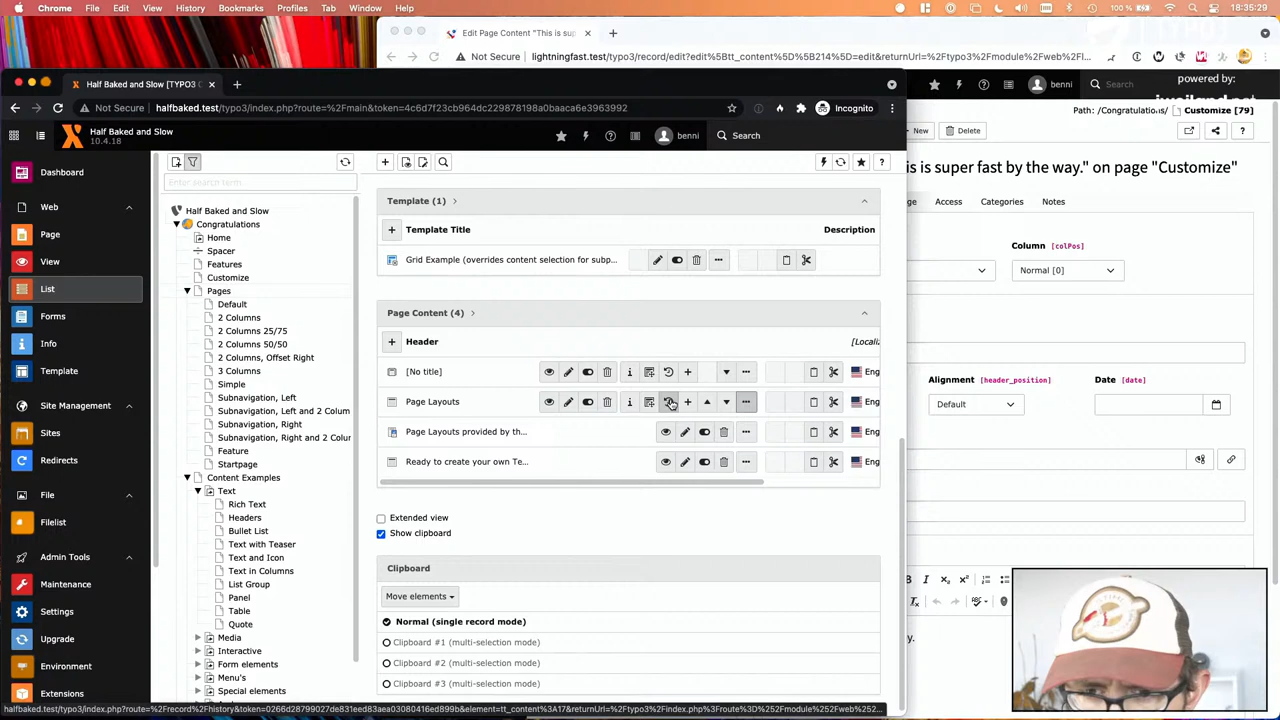 Chrome File Edit View History Bookmarks Profiles Tab Window Help
100 % 18:35:29
Edit Page Content "This is sup
Not Secure lightningfast.test/typo3/record/edit?edit%5Btt_content%5D%5B214%5D=edit&returnUrl=%2Ftypo3%2Fmodule%2Fweb%2...
Half Baked and Slow [TYPO3 C
Not Secure halfbaked.test/typo3/index.php?route=%2Fmain&token=4c6d7f23cb964dc229878198a0baaca6e3963992
Incognito
benni
Search
powered by:
Half Baked and Slow
10.4.18
benni
Search
Path: /Congratulations/ Customize [79]
New
Delete
is is super fast by the way." on page "Customize"
Access
Categories
Notes
Column [colPos]
Normal [0]
Alignment [header_position]
Default
Date [date]
Dashboard
Web
Page
View
List
Forms
Info
Template
Site Management
Sites
Redirects
File
Filelist
Admin Tools
Maintenance
Settings
Upgrade
Environment
Extensions
Enter search term
Half Baked and Slow
Congratulations
Home
Spacer
Features
Customize
Pages
Default
2 Columns
2 Columns 25/75
2 Columns 50/50
2 Columns, Offset Right
3 Columns
Simple
Subnavigation, Left
Subnavigation, Left and 2 Colum
Subnavigation, Right
Subnavigation, Right and 2 Colur
Feature
Startpage
Content Examples
Text
Rich Text
Headers
Bullet List
Text with Teaser
Text and Icon
Text in Columns
List Group
Panel
Table
Quote
Media
Interactive
Form elements
Menu's
Special elements
Template (1)
Template Title
Description
Grid Example (overrides content selection for subp...
Page Content (4)
Header
[Localiz
[No title]
Eng
Page Layouts
Eng
Page Layouts provided by th...
Eng
Ready to create your own Te...
Eng
Extended view
Show clipboard
Clipboard
Move elements
Normal (single record mode)
Clipboard #1 (multi-selection mode)
Clipboard #2 (multi-selection mode)
Clipboard #3 (multi-selection mode)